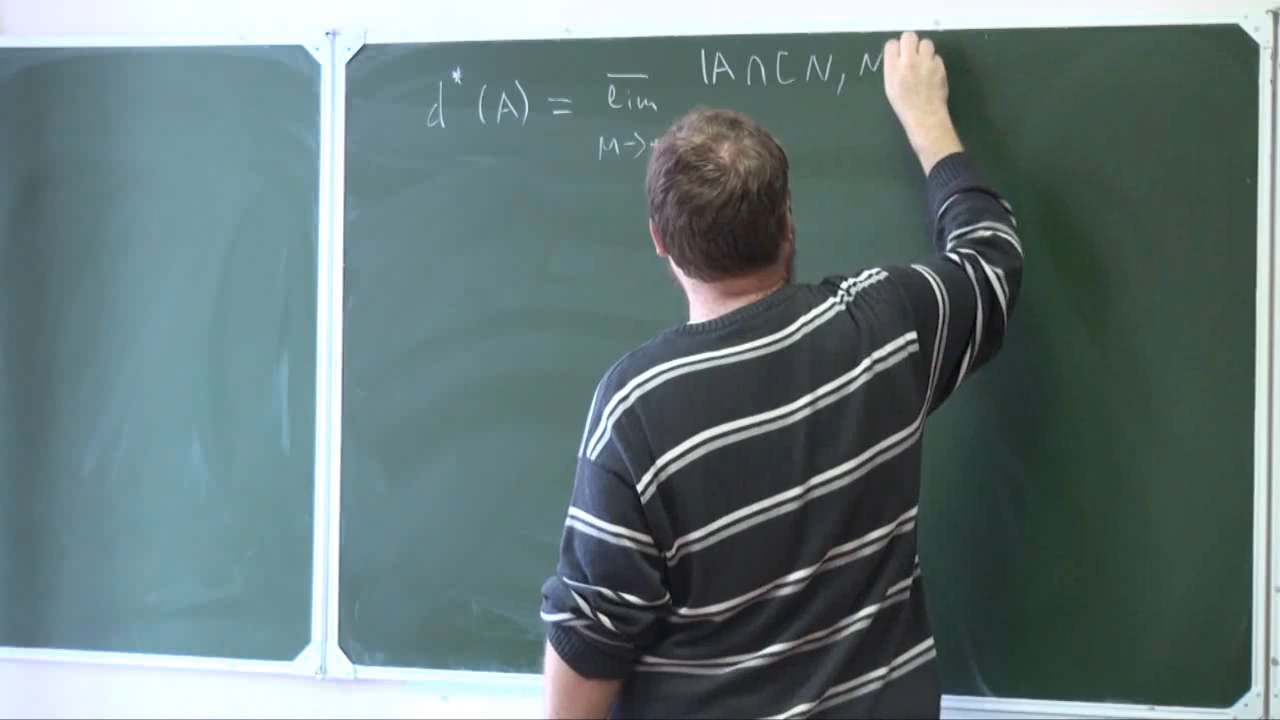 d*(A) = lim |A ∩ [N, N
M→+